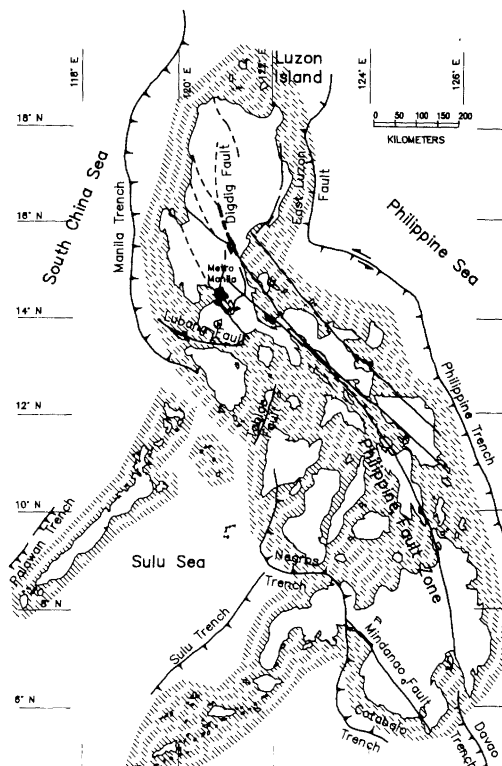 118° E
120° E
122° E
124° E
126° E
Luzon
Island
18° N
0 50 100 150 200
KILOMETERS
South China Sea
Manila Trench
Digdig Fault
East Luzon
Fault
Philippine Sea
16° N
Metro
Manila
14° N
Lubang Fault
Philippine Trench
12° N
Philippine Fault Zone
10° N
Palawan Trench
Sulu Sea
Negros
Trench
8° N
Sulu Trench
Mindanao Fault
6° N
Cotabato
Trench
Davao
Trench